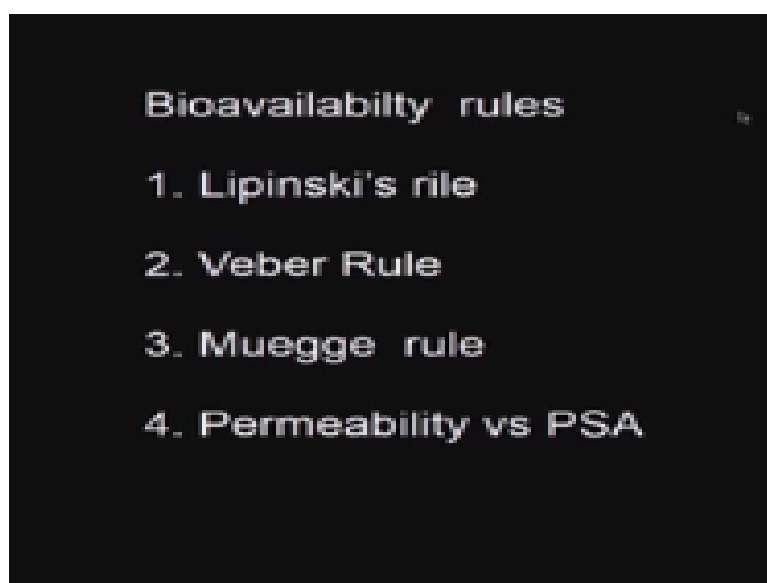 Bioavailabilty rules
1. Lipinski's rile
2. Veber Rule
3. Muegge rule
4. Permeability vs PSA